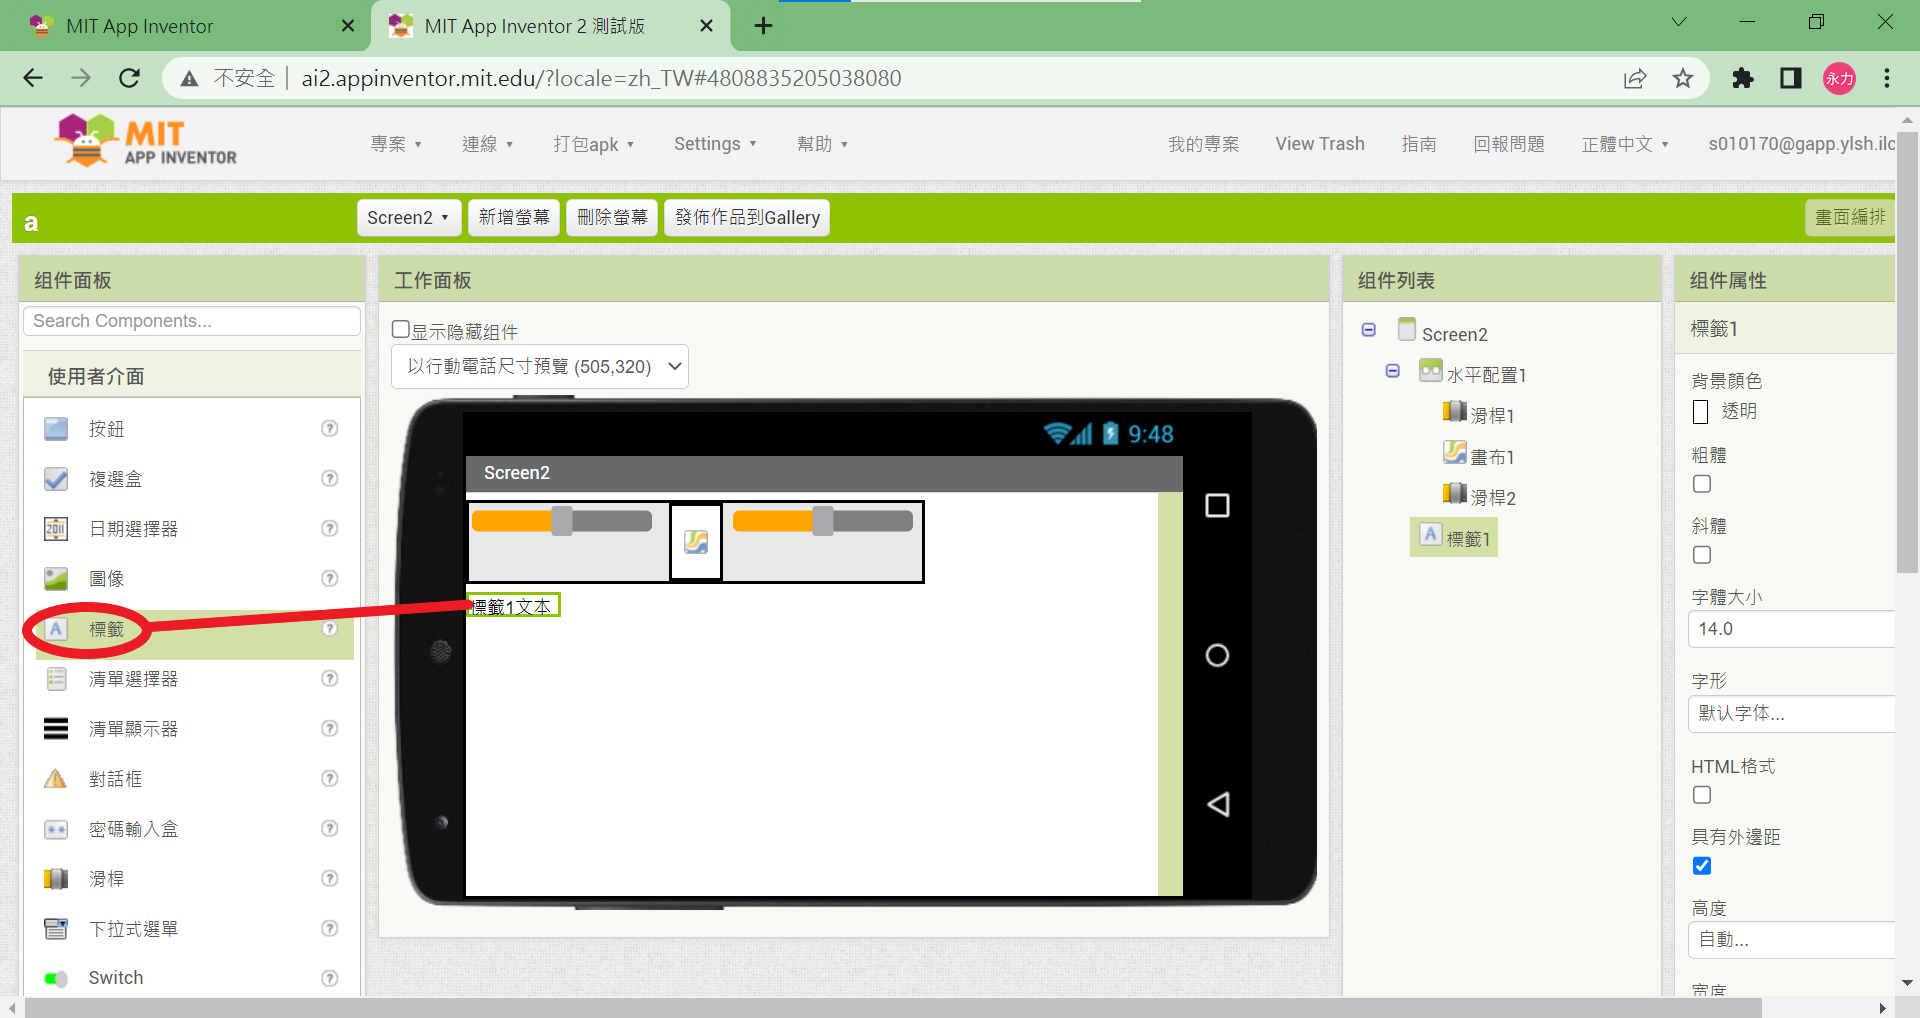 MIT App Inventor
MIT App Inventor 2 測試版
不安全
ai2.appinventor.mit.edu/?locale=zh_TW#4808835205038080
永力
MIT
APP INVENTOR
專案
連線
打包apk
Settings
幫助
我的專案
View Trash
指南
回報問題
正體中文
s010170@gapp.ylsh.ilc
a
Screen2
新增螢幕
刪除螢幕
發佈作品到Gallery
畫面編排
组件面板
Search Components...
使用者介面
按鈕
複選盒
2011
日期選擇器
圖像
A
標籤
清單選擇器
清單顯示器
對話框
密碼輸入盒
滑桿
下拉式選單
Switch
工作面板
显示隐藏组件
以行動電話尺寸預覽 (505,320)
9:48
Screen2
標籤1文本
组件列表
Screen2
水平配置1
滑桿1
畫布1
滑桿2
A 標籤1
组件属性
標籤1
背景顏色
透明
粗體
斜體
字體大小
14.0
字形
默认字体...
HTML格式
具有外邊距
高度
自動...
寬度